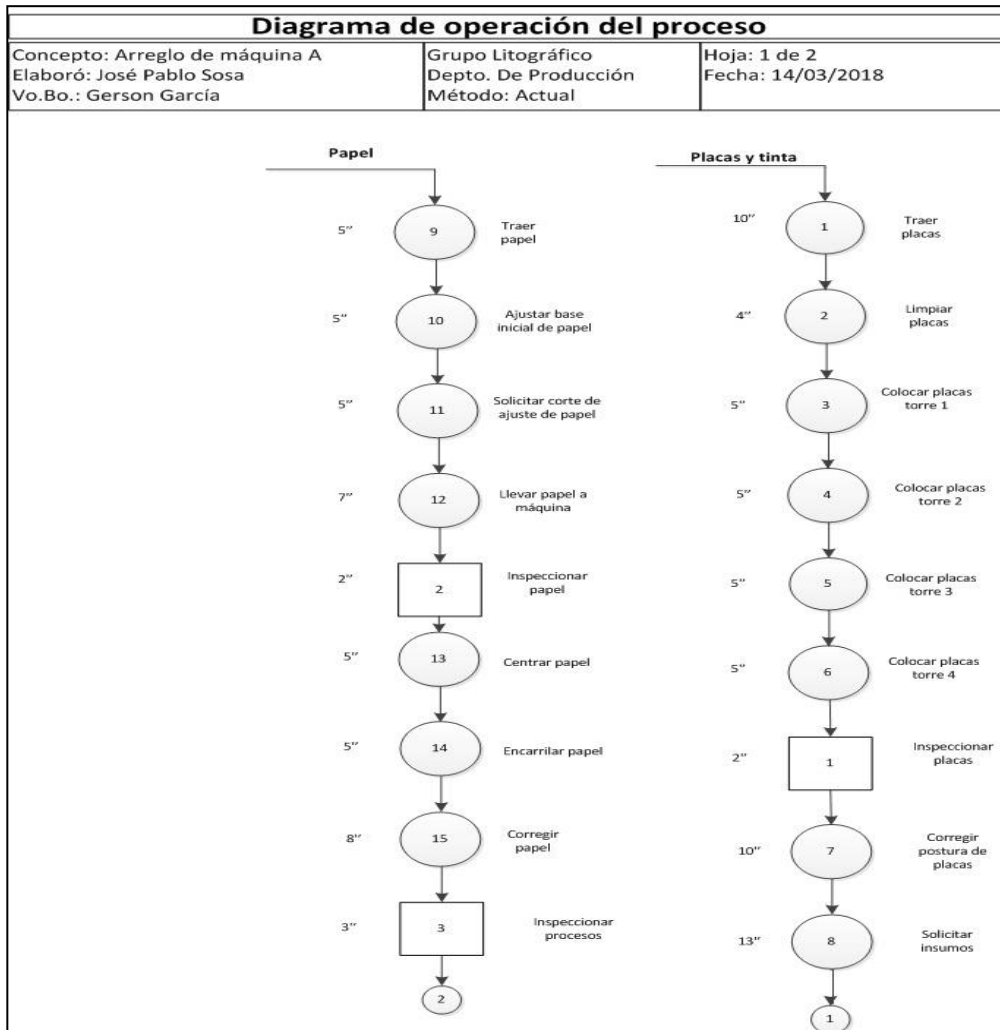 Diagrama de operación del proceso
Concepto: Arreglo de máquina A
Elaboró: José Pablo Sosa
Vo.Bo.: Gerson García
Grupo Litográfico
Depto. De Producción
Método: Actual
Hoja: 1 de 2
Fecha: 14/03/2018
Papel
5”
9
Traer
papel
5”
10
Ajustar base
inicial de papel
5”
11
Solicitar corte de
ajuste de papel
7”
12
Llevar papel a
máquina
2”
2
Inspeccionar
papel
5”
13
Centrar papel
5”
14
Encarrilar papel
8”
15
Corregir
papel
3”
3
Inspeccionar
procesos
2
Placas y tinta
10”
1
Traer
placas
4”
2
Limpiar
placas
5”
3
Colocar placas
torre 1
5”
4
Colocar placas
torre 2
5”
5
Colocar placas
torre 3
5”
6
Colocar placas
torre 4
2”
1
Inspeccionar
placas
10”
7
Corregir
postura de
placas
13”
8
Solicitar
insumos
1